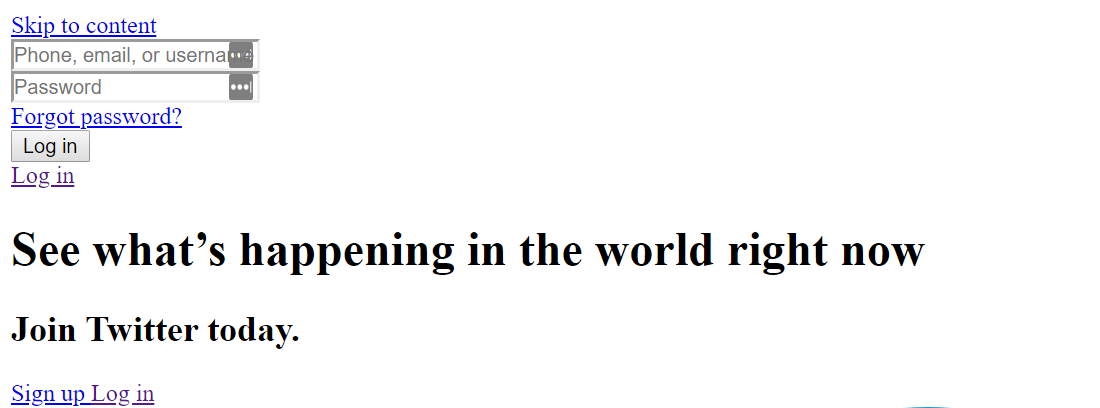 Skip to content
Phone, email, or username
Password
Forgot password?
Log in
Log in
See what’s happening in the world right now
Join Twitter today.
Sign up Log in